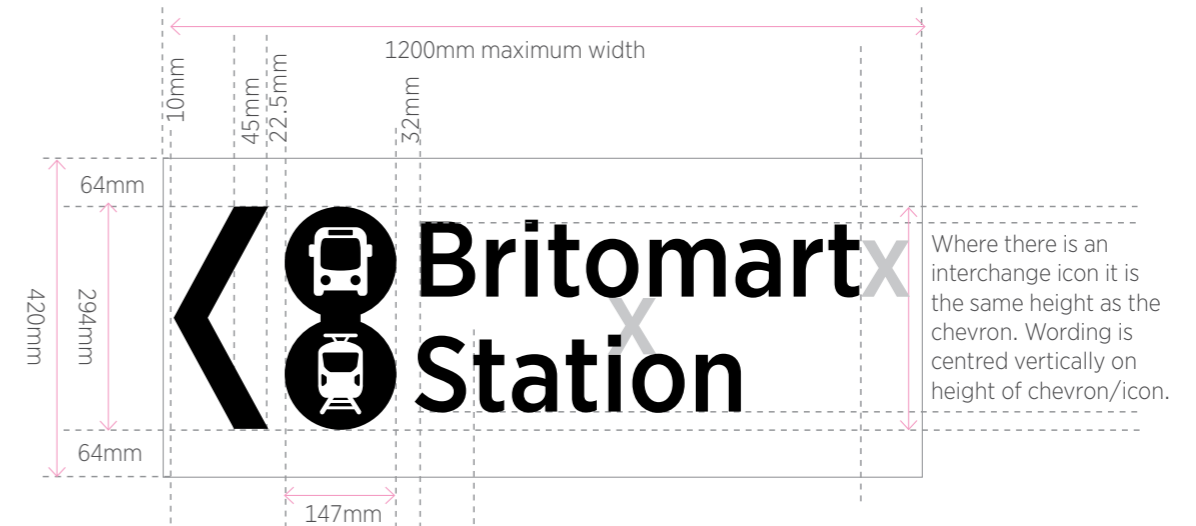 1200mm maximum width
10mm
45mm
22.5mm
32mm
64mm
420mm
294mm
Britomartx
x
Station
Where there is an
interchange icon it is
the same height as the
chevron. Wording is
centred vertically on
height of chevron/icon.
64mm
147mm